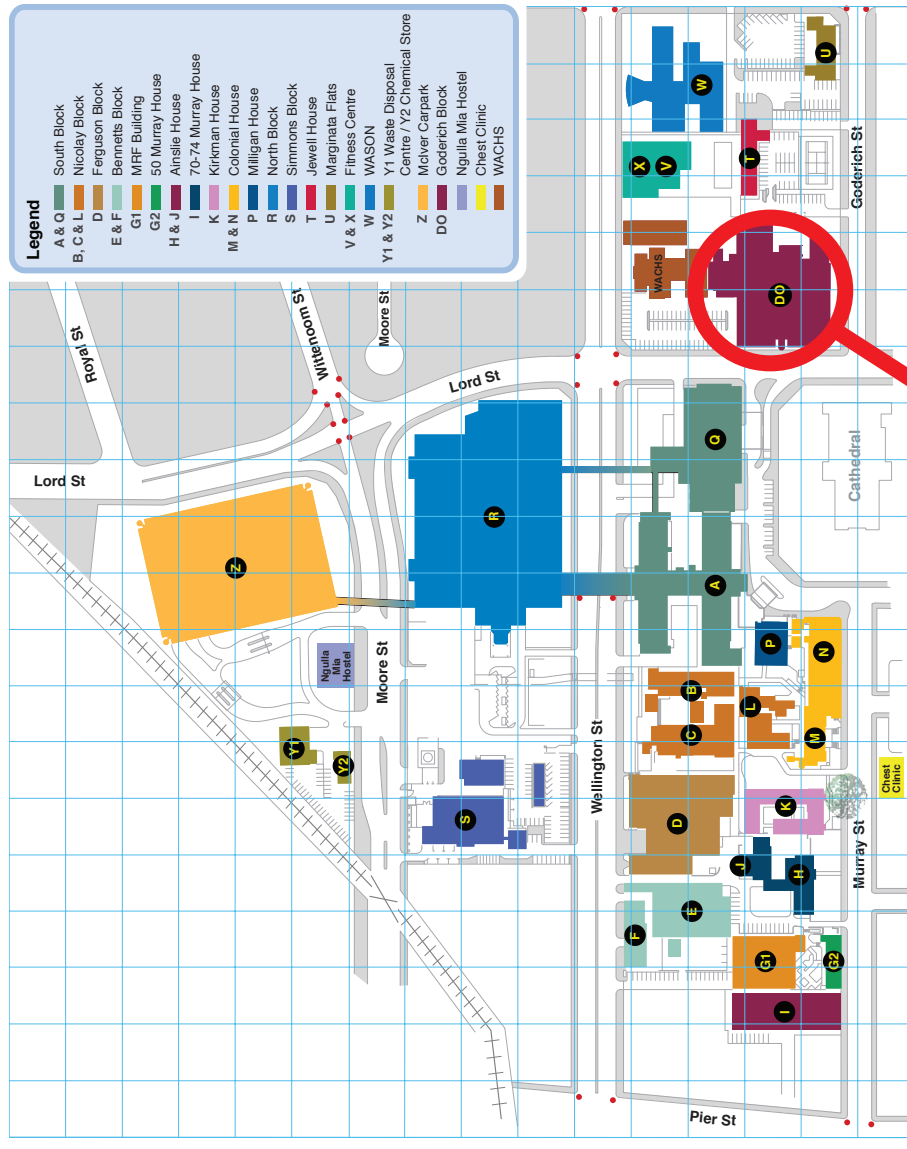 Legend
A & Q South Block
B, C & L Nicolay Block
D Ferguson Block
E & F Bennetts Block
G1 MRF Building
G2 50 Murray House
H & J Ainslie House
I 70-74 Murray House
K Kirkman House
M & N Colonial House
P Milligan House
R North Block
S Simmons Block
T Jewell House
U Marginata Flats
V & X Fitness Centre
W WASON
Y1 & Y2 Y1 Waste Disposal
Centre / Y2 Chemical Store
Z McIver Carpark
DO Goderich Block
Ngulla Mia Hostel
Chest Clinic
WACHS
Royal St
Wittenoom St
Moore St
Lord St
Lord St
Moore St
Wellington St
Goderich St
Murray St
Pier St
Cathedral
WACHS
Ngulla
Mia
Hostel
Chest
Clinic
U
W
T
X
V
DO
Q
R
Z
A
P
N
B
L
C
M
Y1
Y2
S
K
D
J
H
E
F
G1
G2
I